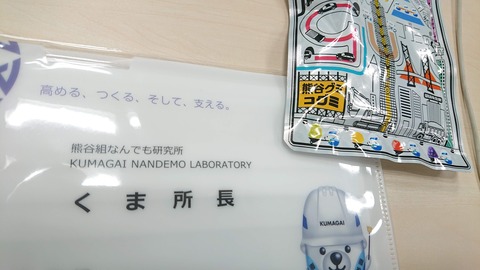 高める、つくる、そして、支える。
熊谷組なんでも研究所
KUMAGAI NANDEMO LABORATORY
くま所長
KUMAGAI
熊谷グミ